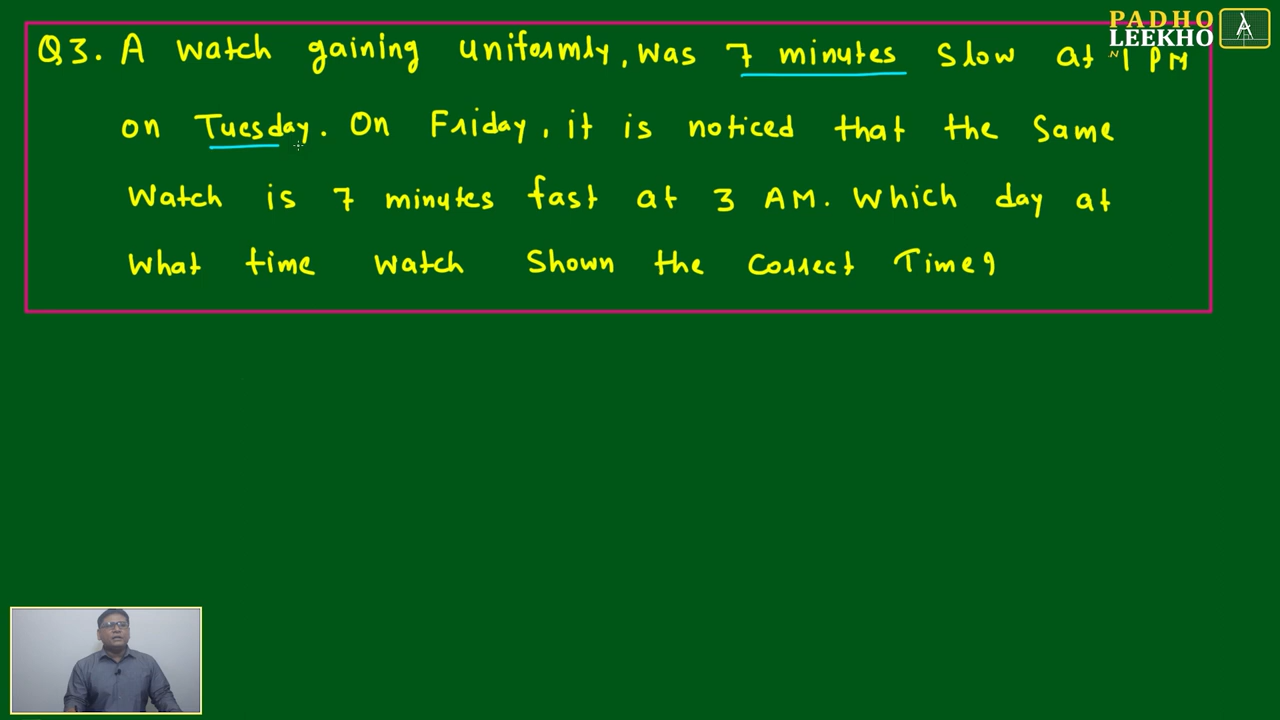 PADHO
LEEKHO
Q3. A watch gaining uniformly, was 7 minutes slow at 1 PM
on Tuesday. On Friday, it is noticed that the same
watch is 7 minutes fast at 3 AM. Which day at
what time watch shown the correct Time?